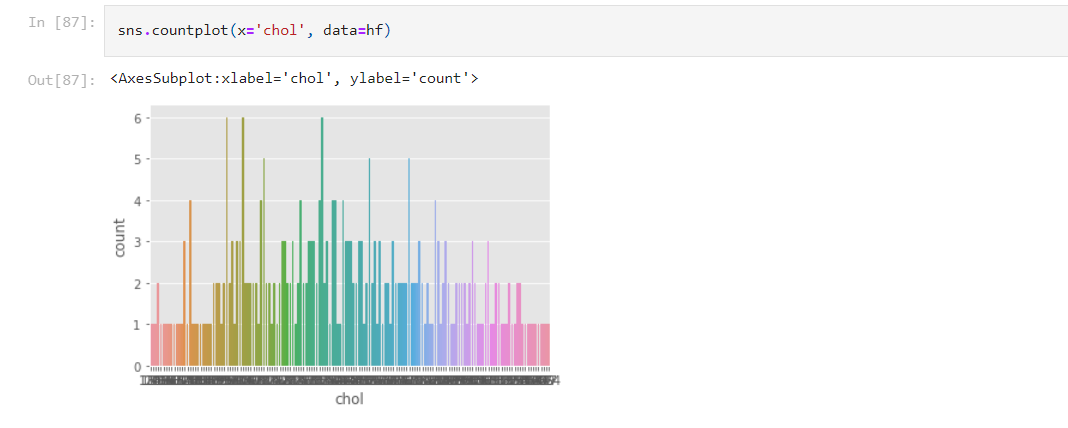 In [87]:
sns.countplot(x='chol', data=hf)
Out[87]:
<AxesSubplot:xlabel='chol', ylabel='count'>
6
5
4
3
2
1
0
count
chol